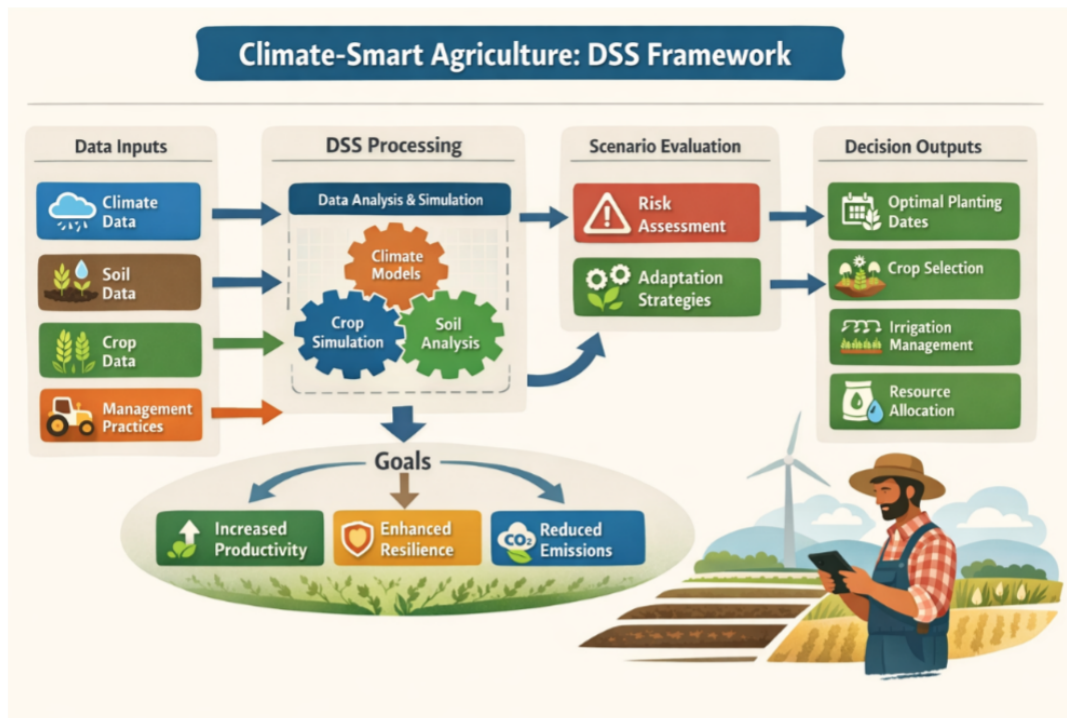 Climate-Smart Agriculture: DSS Framework
Data Inputs
Climate
Data
Soil
Data
Crop
Data
Management
Practices
DSS Processing
Data Analysis & Simulation
Climate
Models
Crop
Simulation
Soil
Analysis
Scenario Evaluation
Risk
Assessment
Adaptation
Strategies
Decision Outputs
Optimal Planting
Dates
Crop Selection
Irrigation
Management
Resource
Allocation
Goals
Increased
Productivity
Enhanced
Resilience
CO₂
Reduced
Emissions